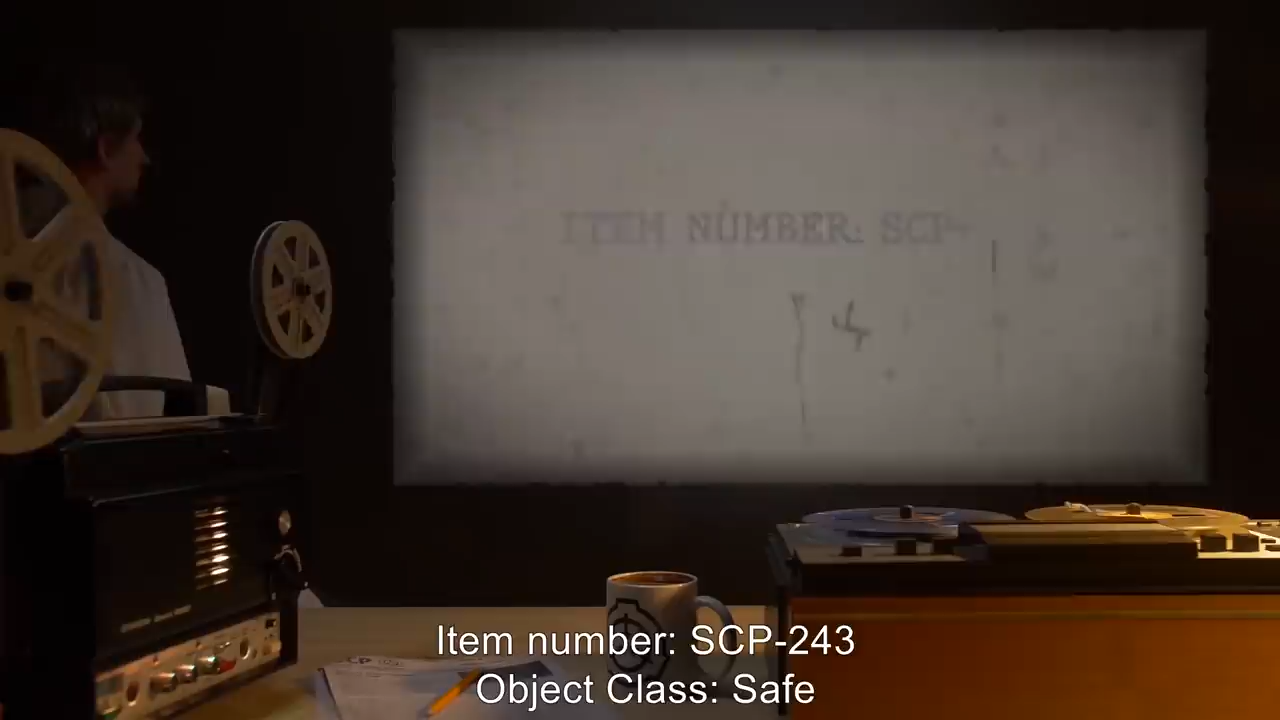 ITEM NUMBER: SCP-
Item number: SCP-243
Object Class: Safe